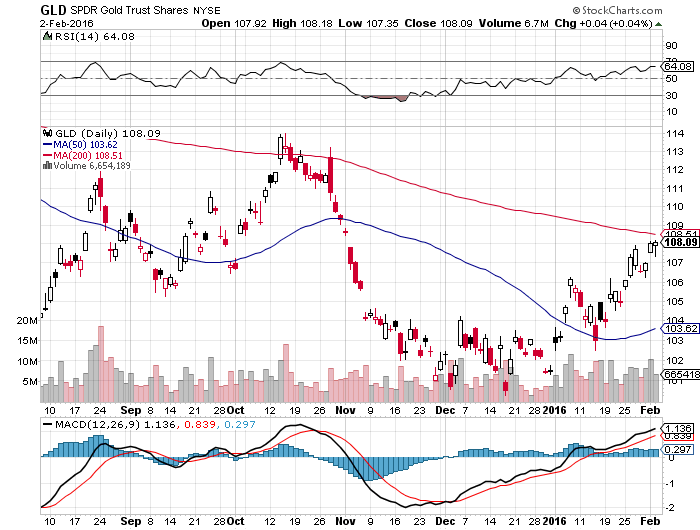 GLD SPDR Gold Trust Shares NYSE © StockCharts.com
2-Feb-2016 Open 107.92 High 108.18 Low 107.35 Close 108.09 Volume 6.7M Chg +0.04 (+0.04%)
RSI(14) 64.08
90
70
64.08
50
30
10
GLD (Daily) 108.09
MA(50) 103.62
MA(200) 108.51
Volume 6,654,189
114
113
112
111
110
109
108.51
108.09
107
106
105
104
103.62
103
102
101
6654189
20M
15M
10M
5M
10 17 24 Sep 8 14 21 28 Oct 12 19 26 Nov 9 16 23 Dec 7 14 21 28 2016 11 19 25 Feb
MACD(12,26,9) 1.136, 0.839, 0.297
1.136
0.839
0.297
0
-1
-2
10 17 24 Sep 8 14 21 28 Oct 12 19 26 Nov 9 16 23 Dec 7 14 21 28 2016 11 19 25 Feb